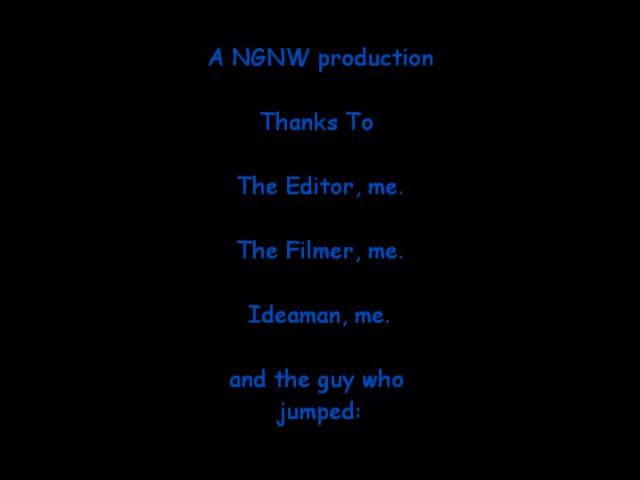 A NGNW production
Thanks To
The Editor, me.
The Filmer, me.
Ideaman, me.
and the guy who
jumped: